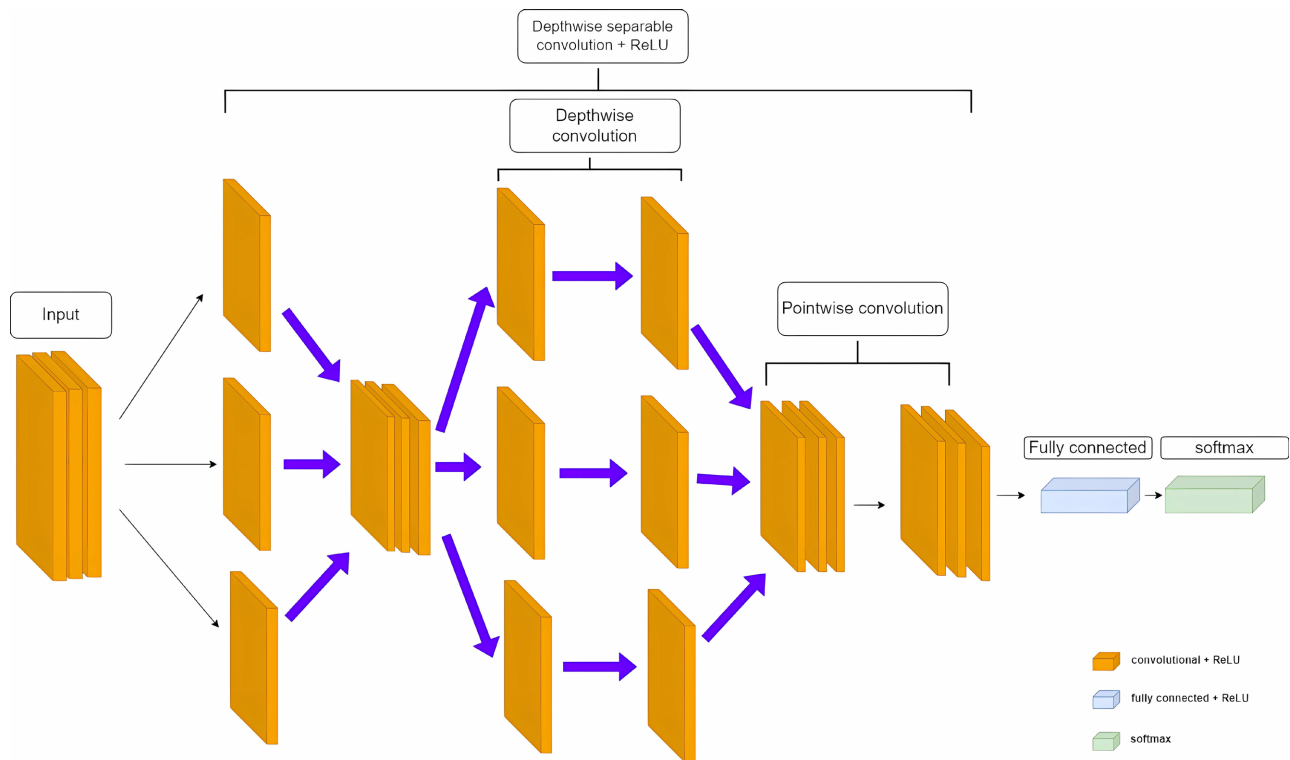 Depthwise separable
convolution + ReLU
Depthwise
convolution
Input
Pointwise convolution
Fully connected
softmax
convolutional + ReLU
fully connected + ReLU
softmax